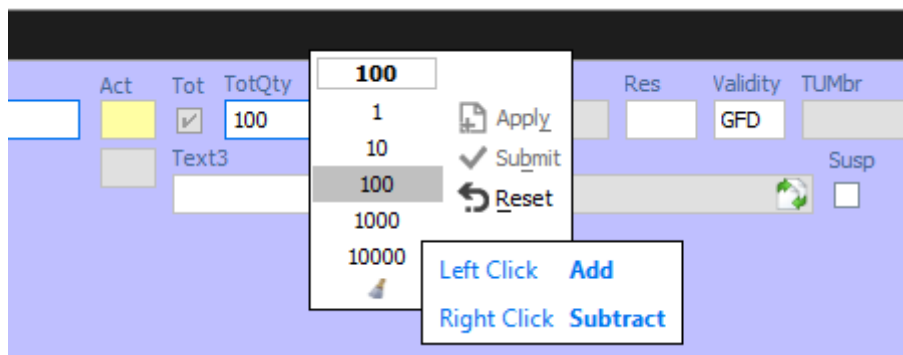 Act Tot TotQty 100 Res Validity TUMbr
100 1 Apply GFD
Text3 10 Submit Susp
100 Reset
1000
10000
Left Click Add
Right Click Subtract